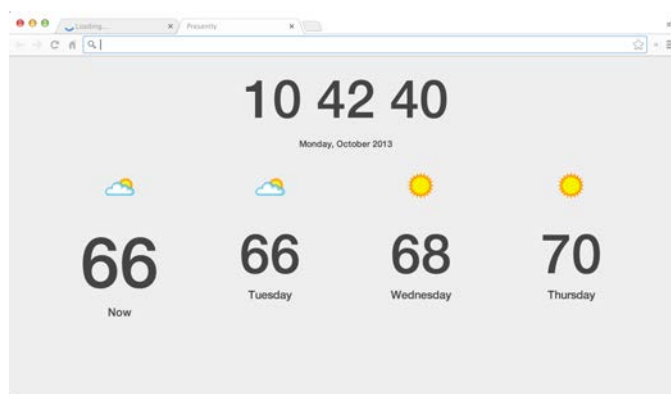 Loading...
Presently
10 42 40
Monday, October 2013
66
66
68
70
Now
Tuesday
Wednesday
Thursday